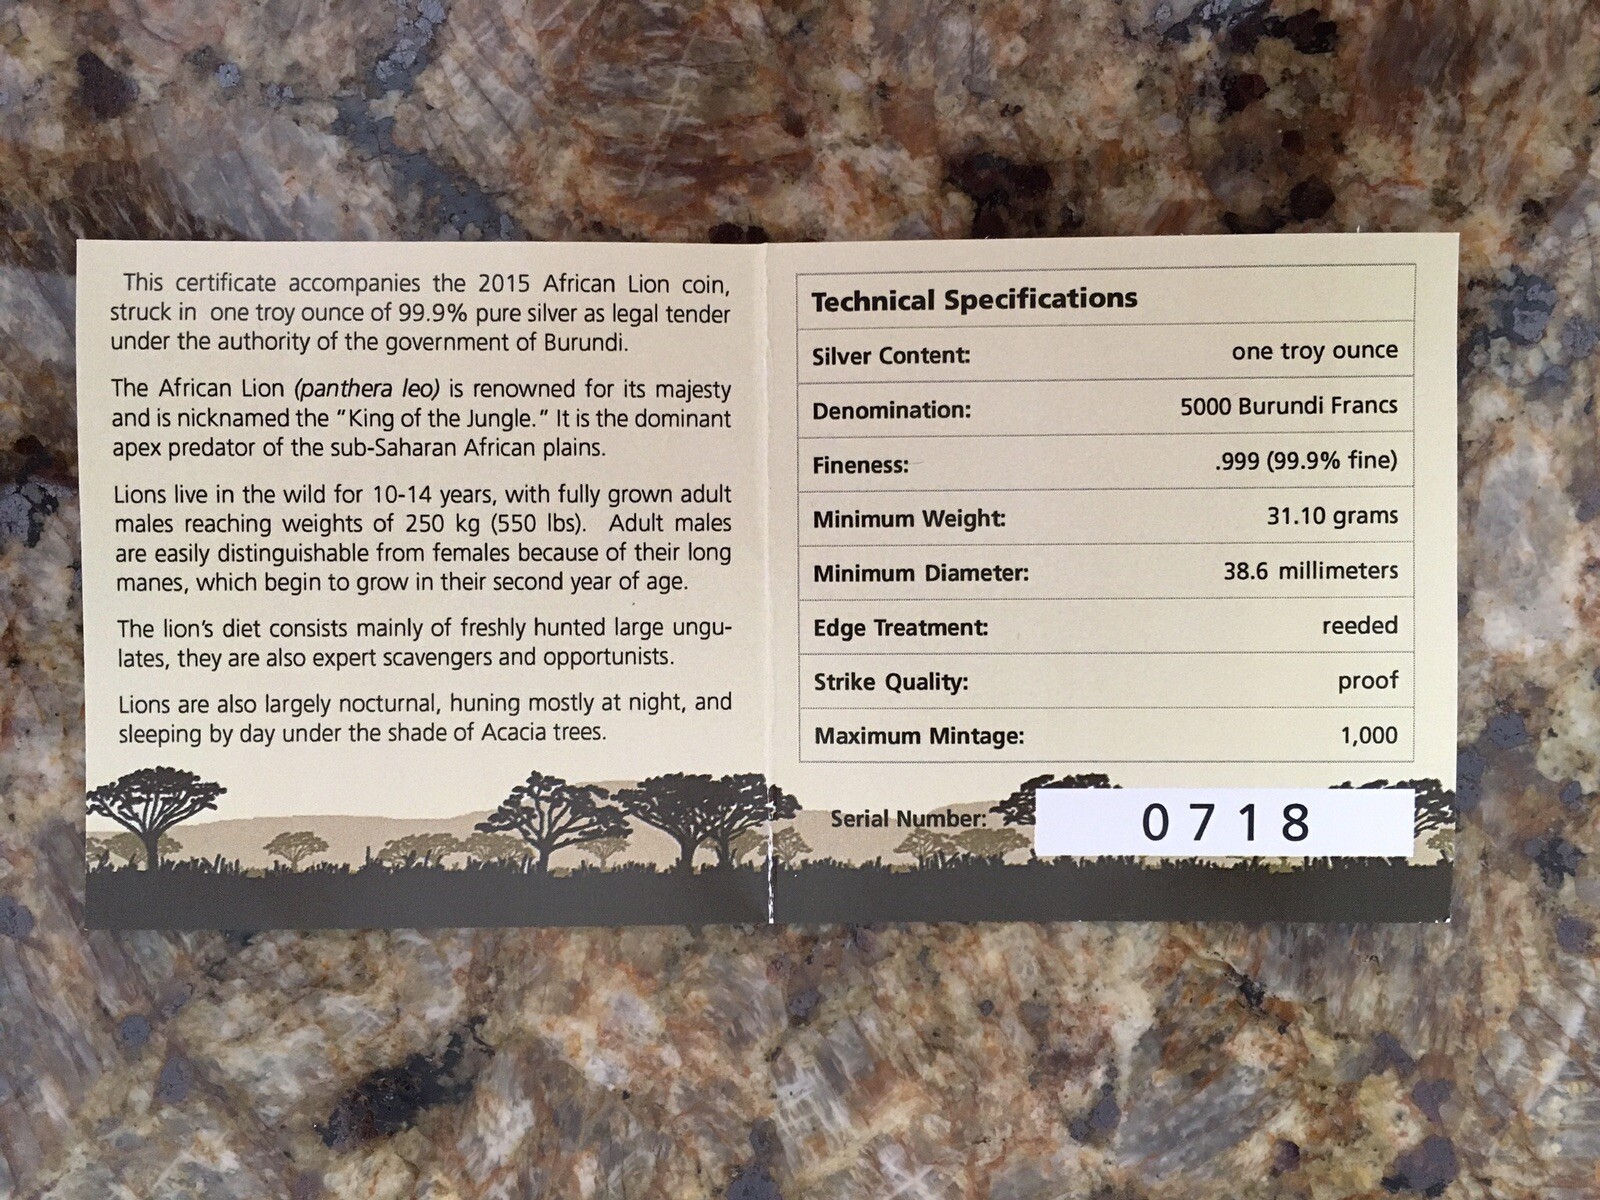 This certificate accompanies the 2015 African Lion coin,
struck in one troy ounce of 99.9% pure silver as legal tender
under the authority of the government of Burundi.
The African Lion (panthera leo) is renowned for its majesty
and is nicknamed the “King of the Jungle.” It is the dominant
apex predator of the sub-Saharan African plains.
Lions live in the wild for 10-14 years, with fully grown adult
males reaching weights of 250 kg (550 lbs). Adult males
are easily distinguishable from females because of their long
manes, which begin to grow in their second year of age.
The lion’s diet consists mainly of freshly hunted large ungu-
lates, they are also expert scavengers and opportunists.
Lions are also largely nocturnal, huning mostly at night, and
sleeping by day under the shade of Acacia trees.
Technical Specifications
Silver Content: one troy ounce
Denomination: 5000 Burundi Francs
Fineness: .999 (99.9% fine)
Minimum Weight: 31.10 grams
Minimum Diameter: 38.6 millimeters
Edge Treatment: reeded
Strike Quality: proof
Maximum Mintage: 1,000
Serial Number: 0718